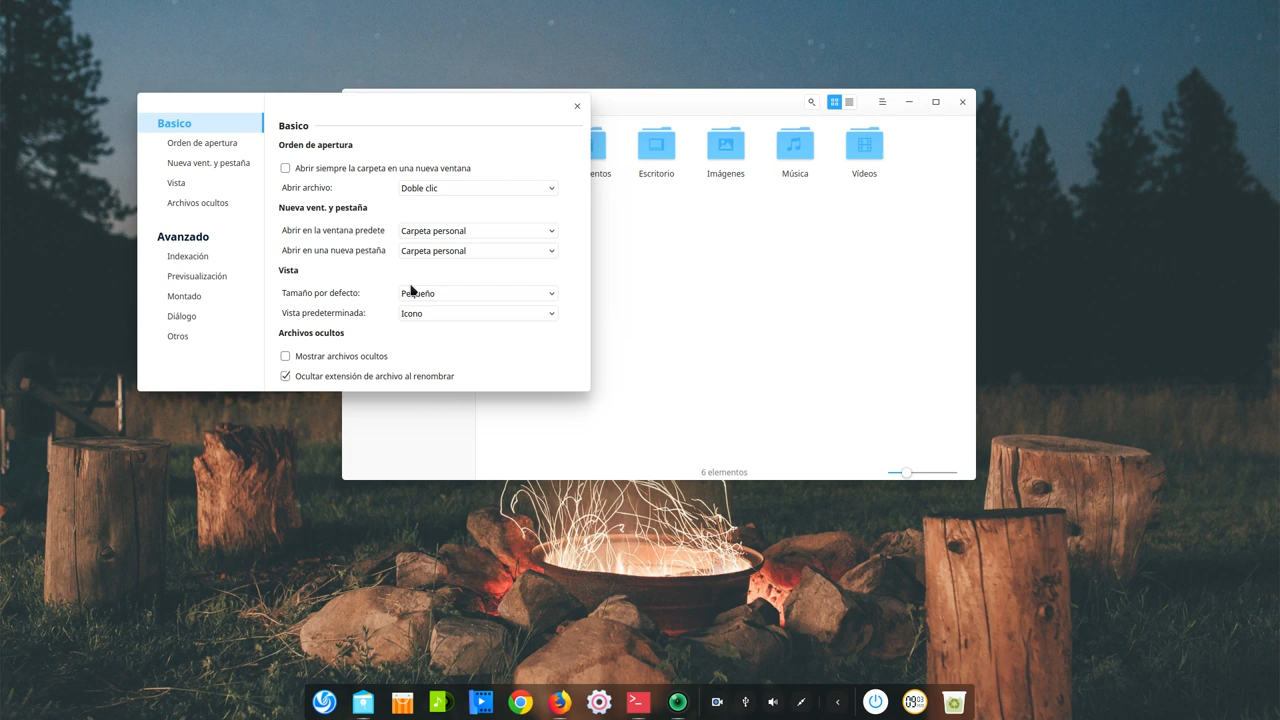 Basico
Orden de apertura
Nueva vent. y pestaña
Vista
Archivos ocultos
Avanzado
Indexación
Previsualización
Montado
Diálogo
Otros
Basico
Orden de apertura
Abrir siempre la carpeta en una nueva ventana
Abrir archivo: Doble clic
Nueva vent. y pestaña
Abrir en la ventana predete Carpeta personal
Abrir en una nueva pestaña Carpeta personal
Vista
Tamaño por defecto: Pequeño
Vista predeterminada: Icono
Archivos ocultos
Mostrar archivos ocultos
Ocultar extensión de archivo al renombrar
entos Escritorio Imágenes Música Vídeos
6 elementos